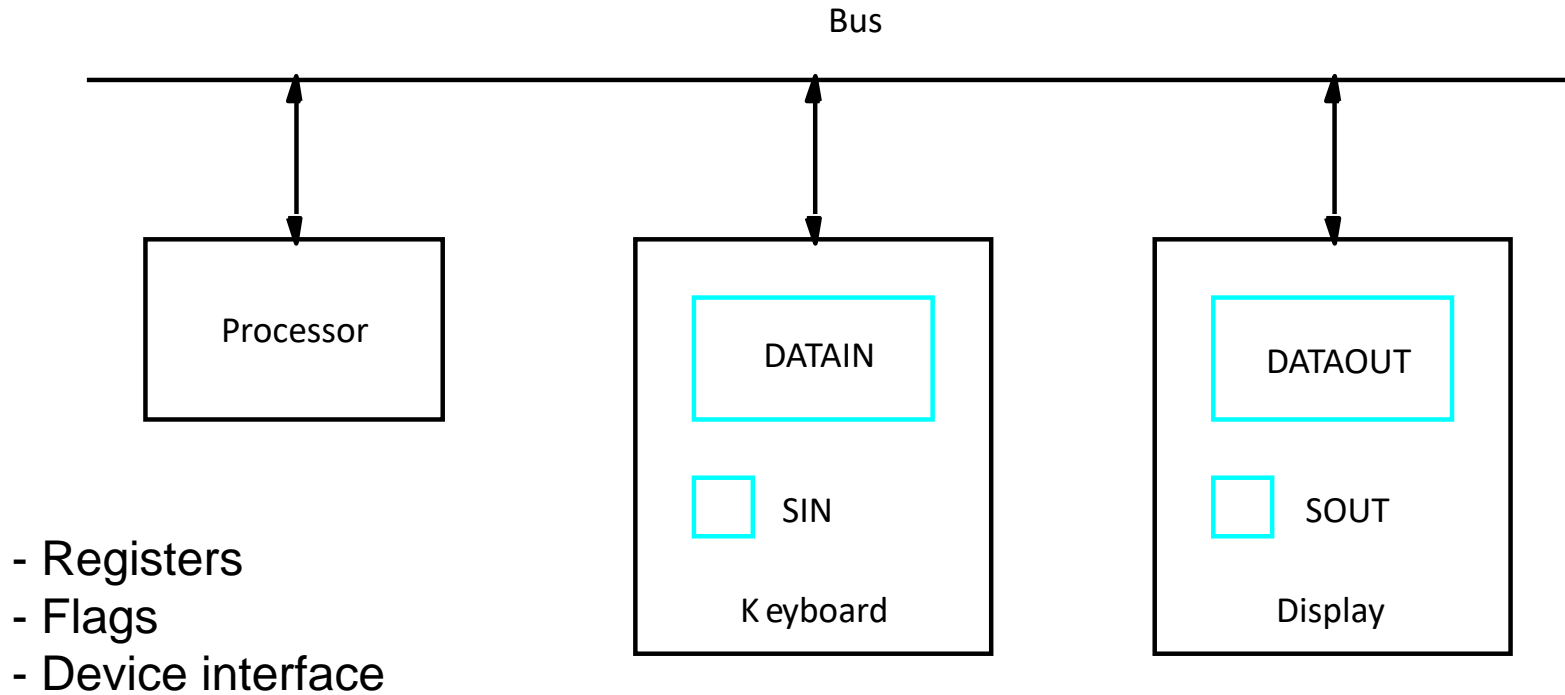 Bus
Processor
DATAIN
DATAOUT
SIN
SOUT
- Registers
- Flags
- Device interface
K eyboard
Display